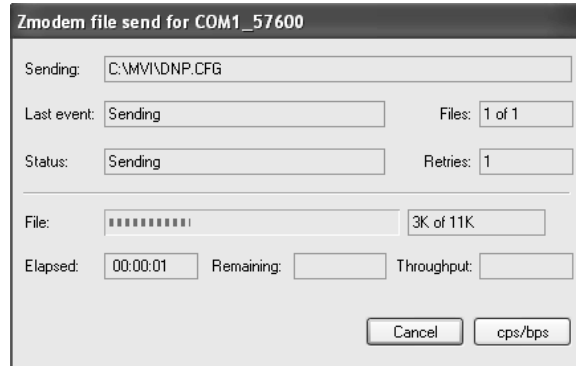 Zmodem file send for COM1_57600
Sending: C:\MVI\DNP.CFG
Last event: Sending Files: 1 of 1
Status: Sending Retries: 1
File: 3K of 11K
Elapsed: 00:00:01 Remaining: Throughput:
Cancel cps/bps